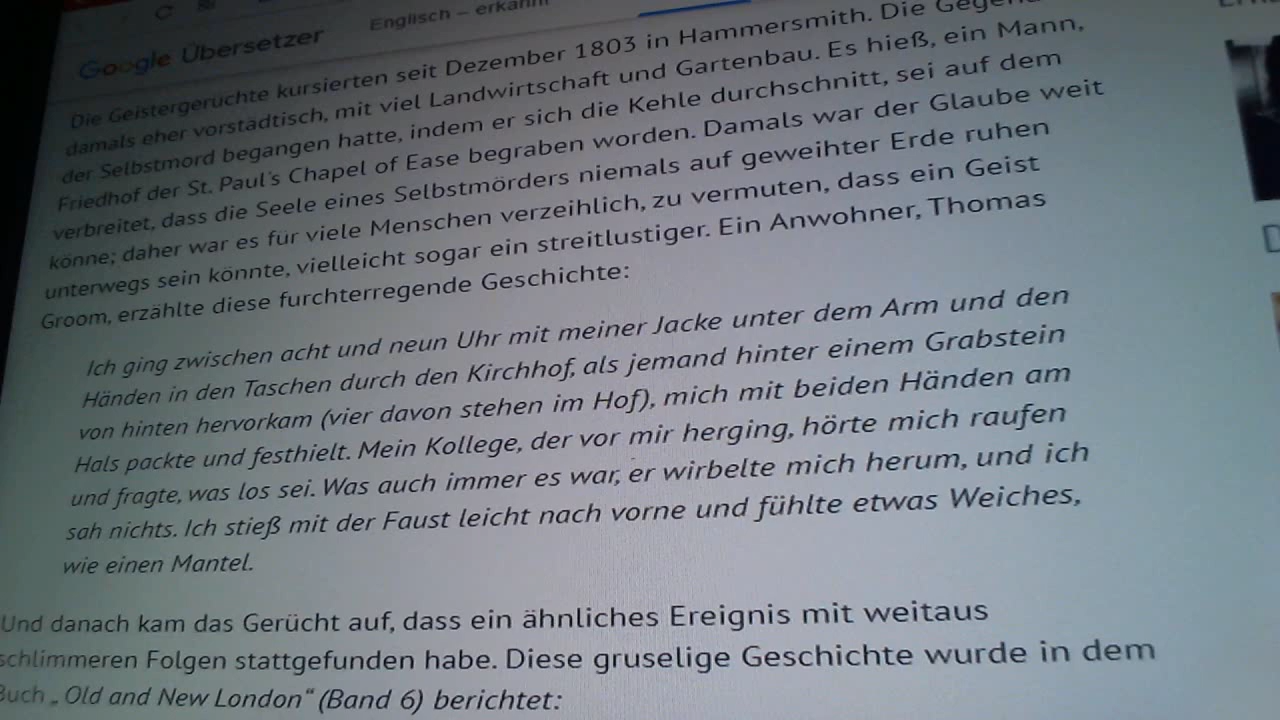 Google Übersetzer
Englisch – erkannt
Die Geistergerüchte kursierten seit Dezember 1803 in Hammersmith. Die
damals eher vorstädtisch, mit viel Landwirtschaft und Gartenbau. Es hieß, ein Mann,
der Selbstmord begangen hatte, indem er sich die Kehle durchschnitt, sei auf dem
Friedhof der St. Paul's Chapel of Ease begraben worden. Damals war der Glaube weit
verbreitet, dass die Seele eines Selbstmörders niemals auf geweihter Erde ruhen
könne; daher war es für viele Menschen verzeihlich, zu vermuten, dass ein Geist
unterwegs sein könnte, vielleicht sogar ein streitlustiger. Ein Anwohner, Thomas
Groom, erzählte diese furchterregende Geschichte:
Ich ging zwischen acht und neun Uhr mit meiner Jacke unter dem Arm und den
Händen in den Taschen durch den Kirchhof, als jemand hinter einem Grabstein
von hinten hervorkam (vier davon stehen im Hof), mich mit beiden Händen am
Hals packte und festhielt. Mein Kollege, der vor mir herging, hörte mich raufen
und fragte, was los sei. Was auch immer es war, er wirbelte mich herum, und ich
sah nichts. Ich stieß mit der Faust leicht nach vorne und fühlte etwas Weiches,
wie einen Mantel.
Und danach kam das Gerücht auf, dass ein ähnliches Ereignis mit weitaus
schlimmeren Folgen stattgefunden habe. Diese gruselige Geschichte wurde in dem
Buch „ Old and New London“ (Band 6) berichtet: